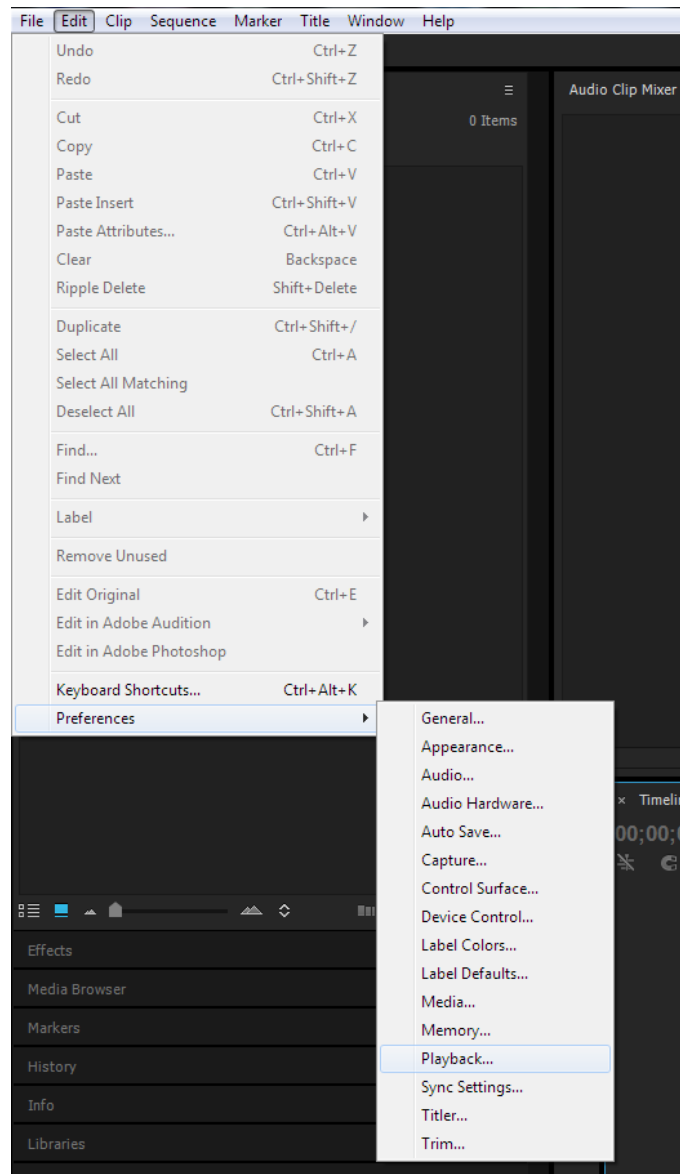 File Edit Clip Sequence Marker Title Window Help
Undo Ctrl+Z
Redo Ctrl+Shift+Z
Cut Ctrl+X
Copy Ctrl+C
Paste Ctrl+V
Paste Insert Ctrl+Shift+V
Paste Attributes... Ctrl+Alt+V
Clear Backspace
Ripple Delete Shift+Delete
Duplicate Ctrl+Shift+/
Select All Ctrl+A
Select All Matching
Deselect All Ctrl+Shift+A
Find... Ctrl+F
Find Next
Label
Remove Unused
Edit Original Ctrl+E
Edit in Adobe Audition
Edit in Adobe Photoshop
Keyboard Shortcuts... Ctrl+Alt+K
Preferences
General...
Appearance...
Audio...
Audio Hardware...
Auto Save...
Capture...
Control Surface...
Device Control...
Label Colors...
Label Defaults...
Media...
Memory...
Playback...
Sync Settings...
Titler...
Trim...
0 Items
Audio Clip Mixer
× Timelin
00;00;0
Effects
Media Browser
Markers
History
Info
Libraries